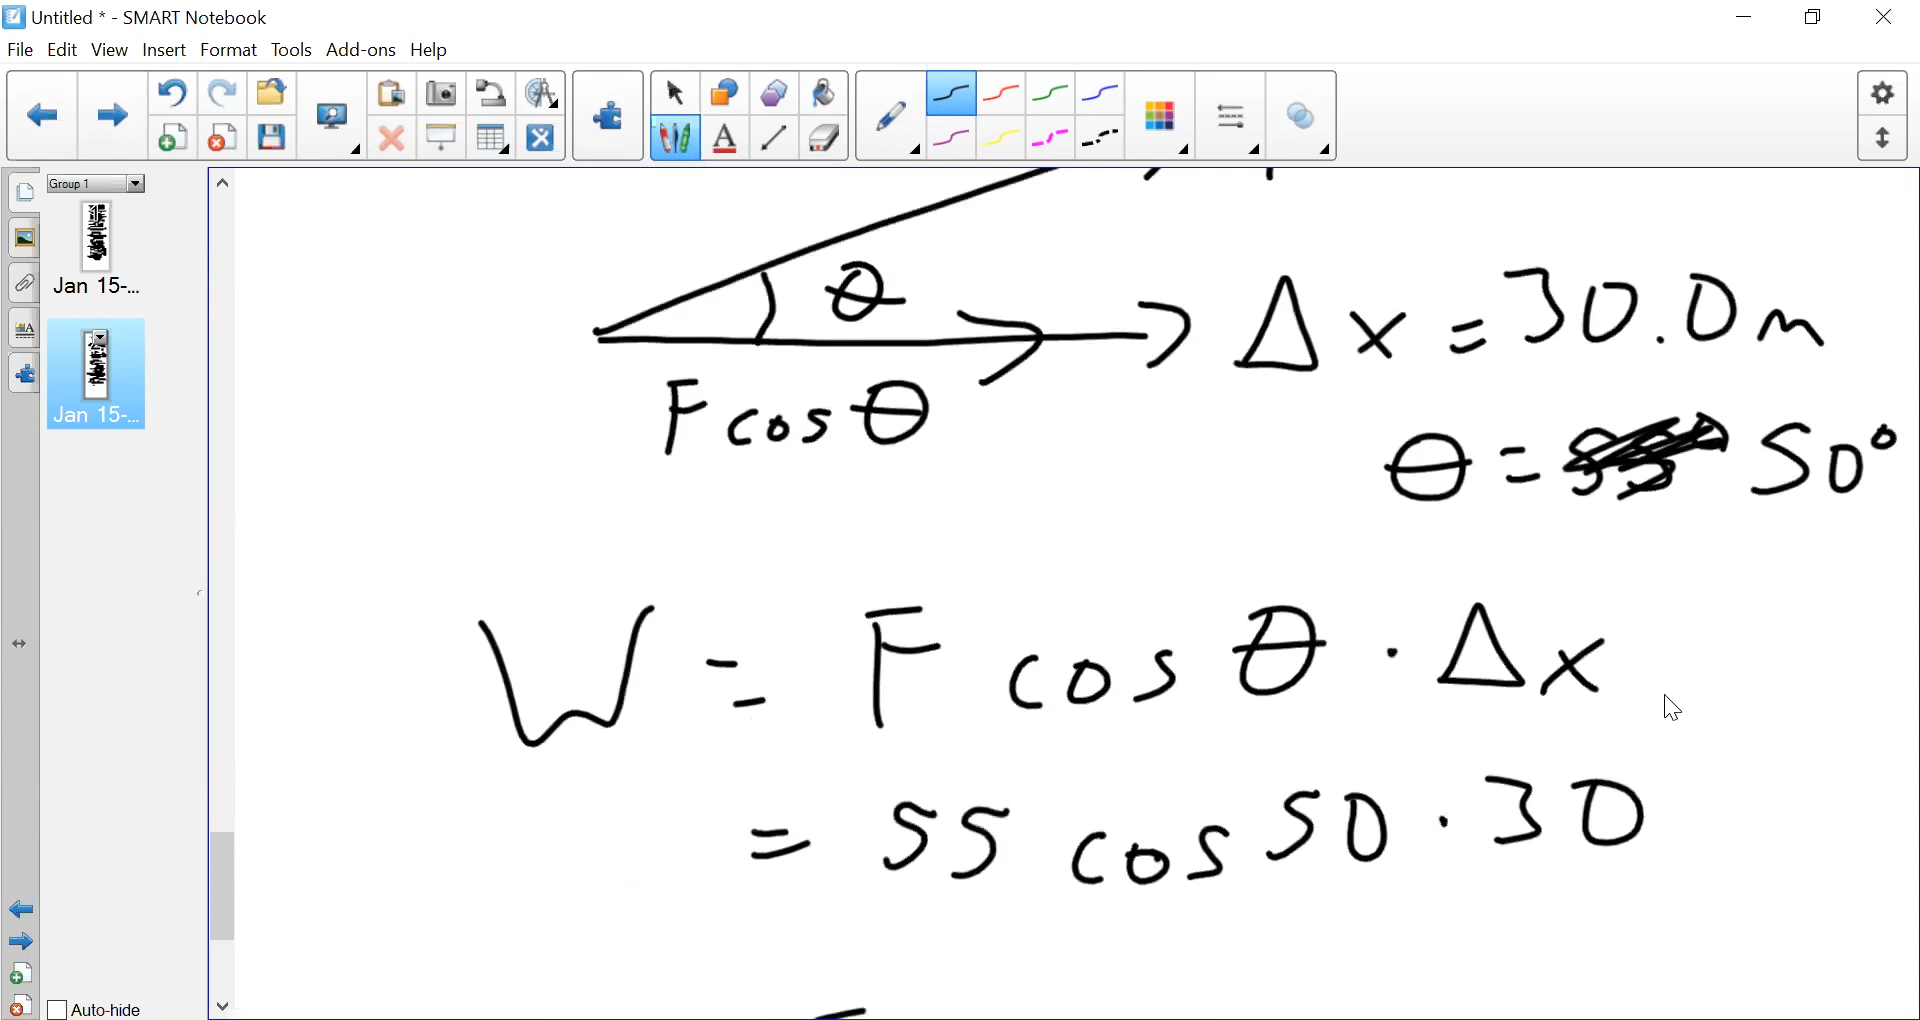 Untitled * - SMART Notebook
File Edit View Insert Format Tools Add-ons Help
Group 1
Jan 15-...
Jan 15-...
θ
Δx = 30.0m
F cos θ
θ = 50°
W = F cos θ · Δx
= 55 cos 50 · 30
Auto-hide